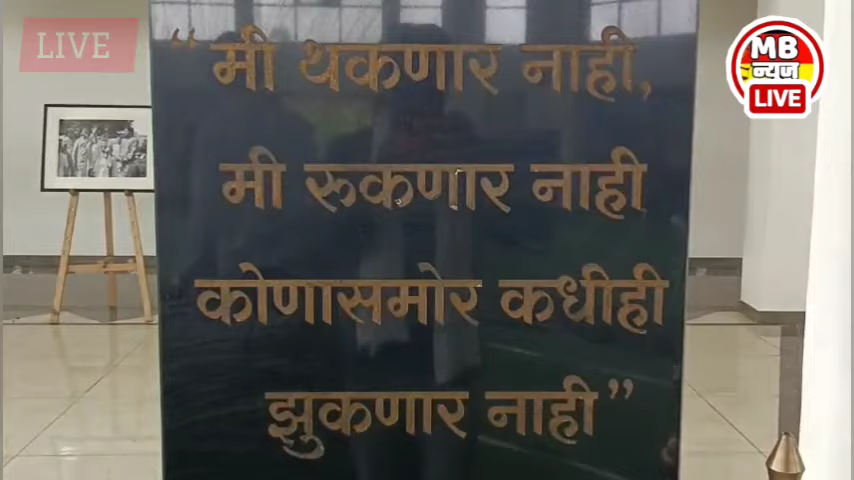 LIVE
MB
न्यूज
LIVE
“मी थकणार नाही,
मी रुकणार नाही
कोणासमोर कधीही
झुकणार नाही”